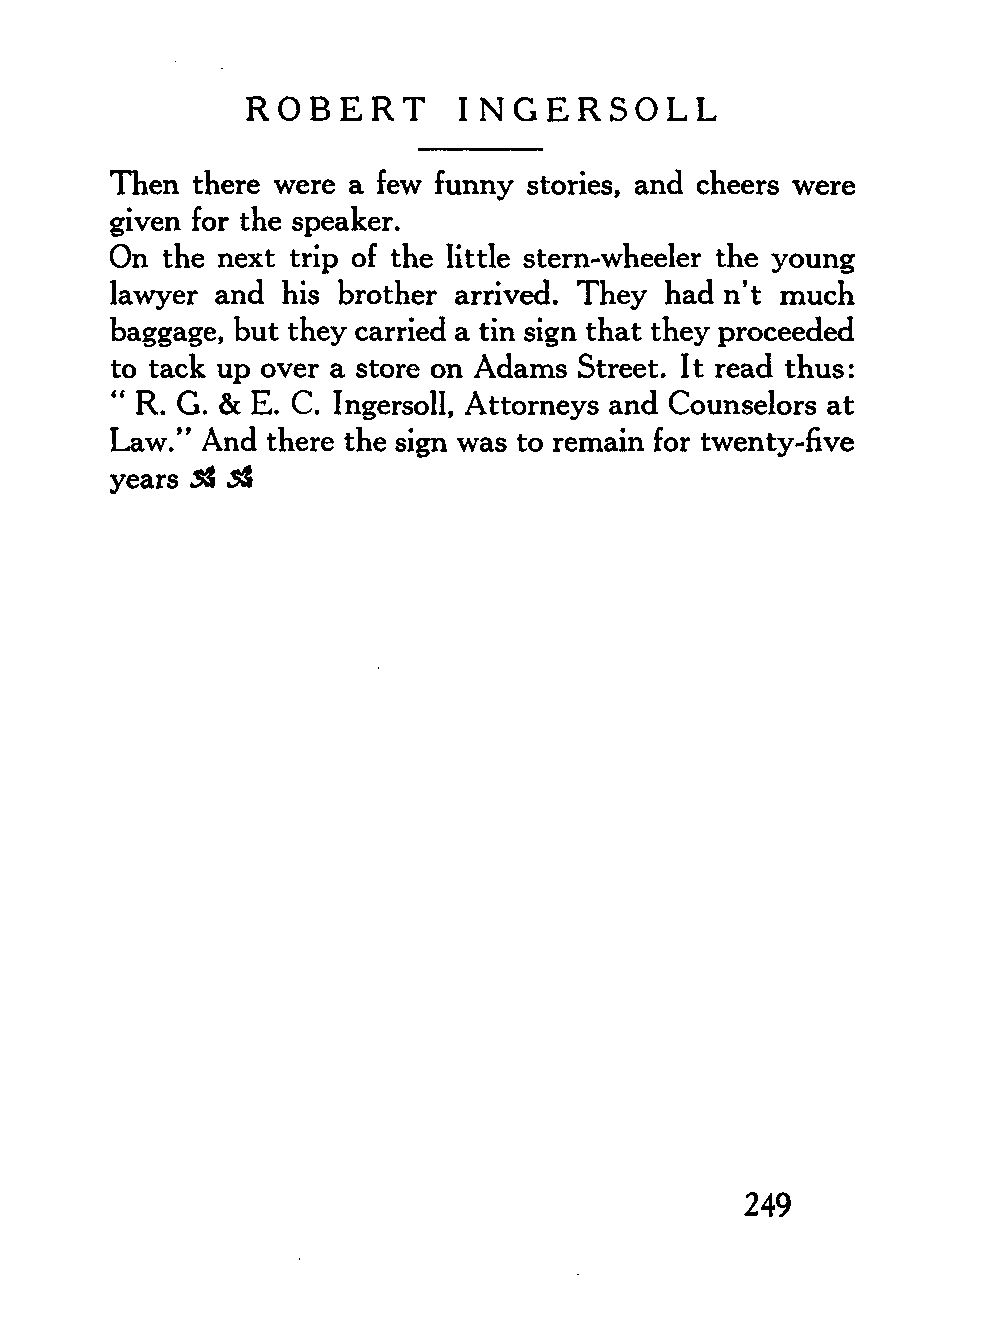 ROBERT INGERSOLL
Then there were a few funny stories, and cheers were
given for the speaker.
On the next trip of the little stern-wheeler the young
lawyer and his brother arrived. They had n't much
baggage, but they carried a tin sign that they proceeded
to tack up over a store on Adams Street. It read thus:
“ R. G. & E. C. Ingersoll, Attorneys and Counselors at
Law.” And there the sign was to remain for twenty-five
years
249